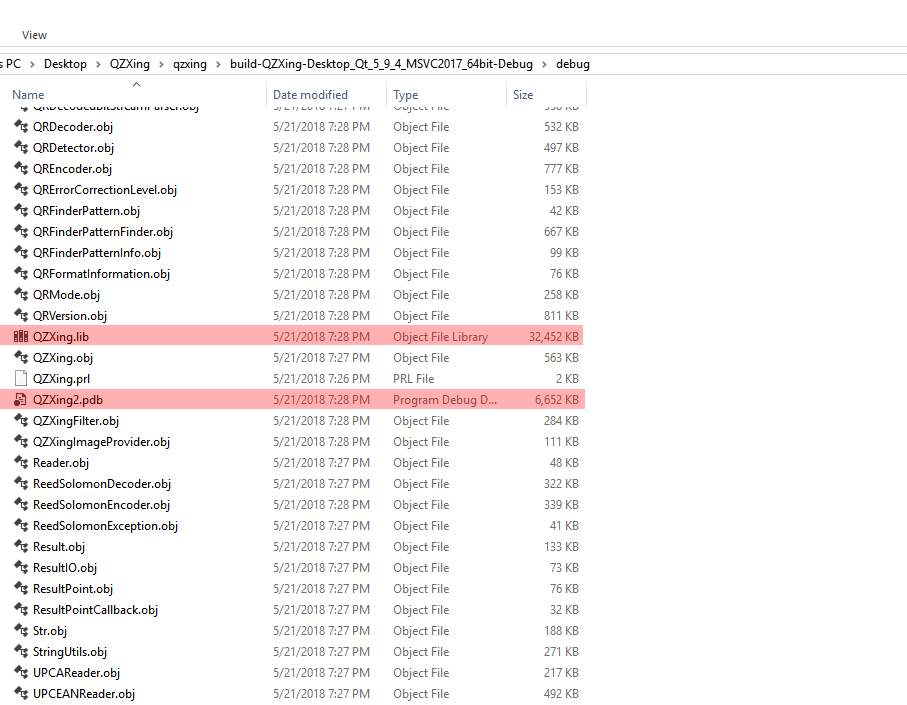 View
s PC > Desktop > QZXing > qzxing > build-QZXing-Desktop_Qt_5_9_4_MSVC2017_64bit-Debug > debug
Name Date modified Type Size
QRDecodedBitStreamParser.obj 5/21/2018 7:27 PM Object File 556 KB
QRDecoder.obj 5/21/2018 7:28 PM Object File 532 KB
QRDetector.obj 5/21/2018 7:28 PM Object File 497 KB
QREncoder.obj 5/21/2018 7:28 PM Object File 777 KB
QRErrorCorrectionLevel.obj 5/21/2018 7:28 PM Object File 153 KB
QRFinderPattern.obj 5/21/2018 7:28 PM Object File 42 KB
QRFinderPatternFinder.obj 5/21/2018 7:28 PM Object File 667 KB
QRFinderPatternInfo.obj 5/21/2018 7:28 PM Object File 99 KB
QRFormatInformation.obj 5/21/2018 7:28 PM Object File 76 KB
QRMode.obj 5/21/2018 7:28 PM Object File 258 KB
QRVersion.obj 5/21/2018 7:28 PM Object File 811 KB
QZXing.lib 5/21/2018 7:28 PM Object File Library 32,452 KB
QZXing.obj 5/21/2018 7:27 PM Object File 563 KB
QZXing.prl 5/21/2018 7:26 PM PRL File 2 KB
QZXing2.pdb 5/21/2018 7:28 PM Program Debug D... 6,652 KB
QZXingFilter.obj 5/21/2018 7:28 PM Object File 284 KB
QZXingImageProvider.obj 5/21/2018 7:28 PM Object File 111 KB
Reader.obj 5/21/2018 7:27 PM Object File 48 KB
ReedSolomonDecoder.obj 5/21/2018 7:27 PM Object File 322 KB
ReedSolomonEncoder.obj 5/21/2018 7:28 PM Object File 339 KB
ReedSolomonException.obj 5/21/2018 7:27 PM Object File 41 KB
Result.obj 5/21/2018 7:27 PM Object File 133 KB
ResultIO.obj 5/21/2018 7:27 PM Object File 73 KB
ResultPoint.obj 5/21/2018 7:27 PM Object File 76 KB
ResultPointCallback.obj 5/21/2018 7:27 PM Object File 32 KB
Str.obj 5/21/2018 7:27 PM Object File 188 KB
StringUtils.obj 5/21/2018 7:27 PM Object File 271 KB
UPCAReader.obj 5/21/2018 7:27 PM Object File 217 KB
UPCEANReader.obj 5/21/2018 7:27 PM Object File 492 KB